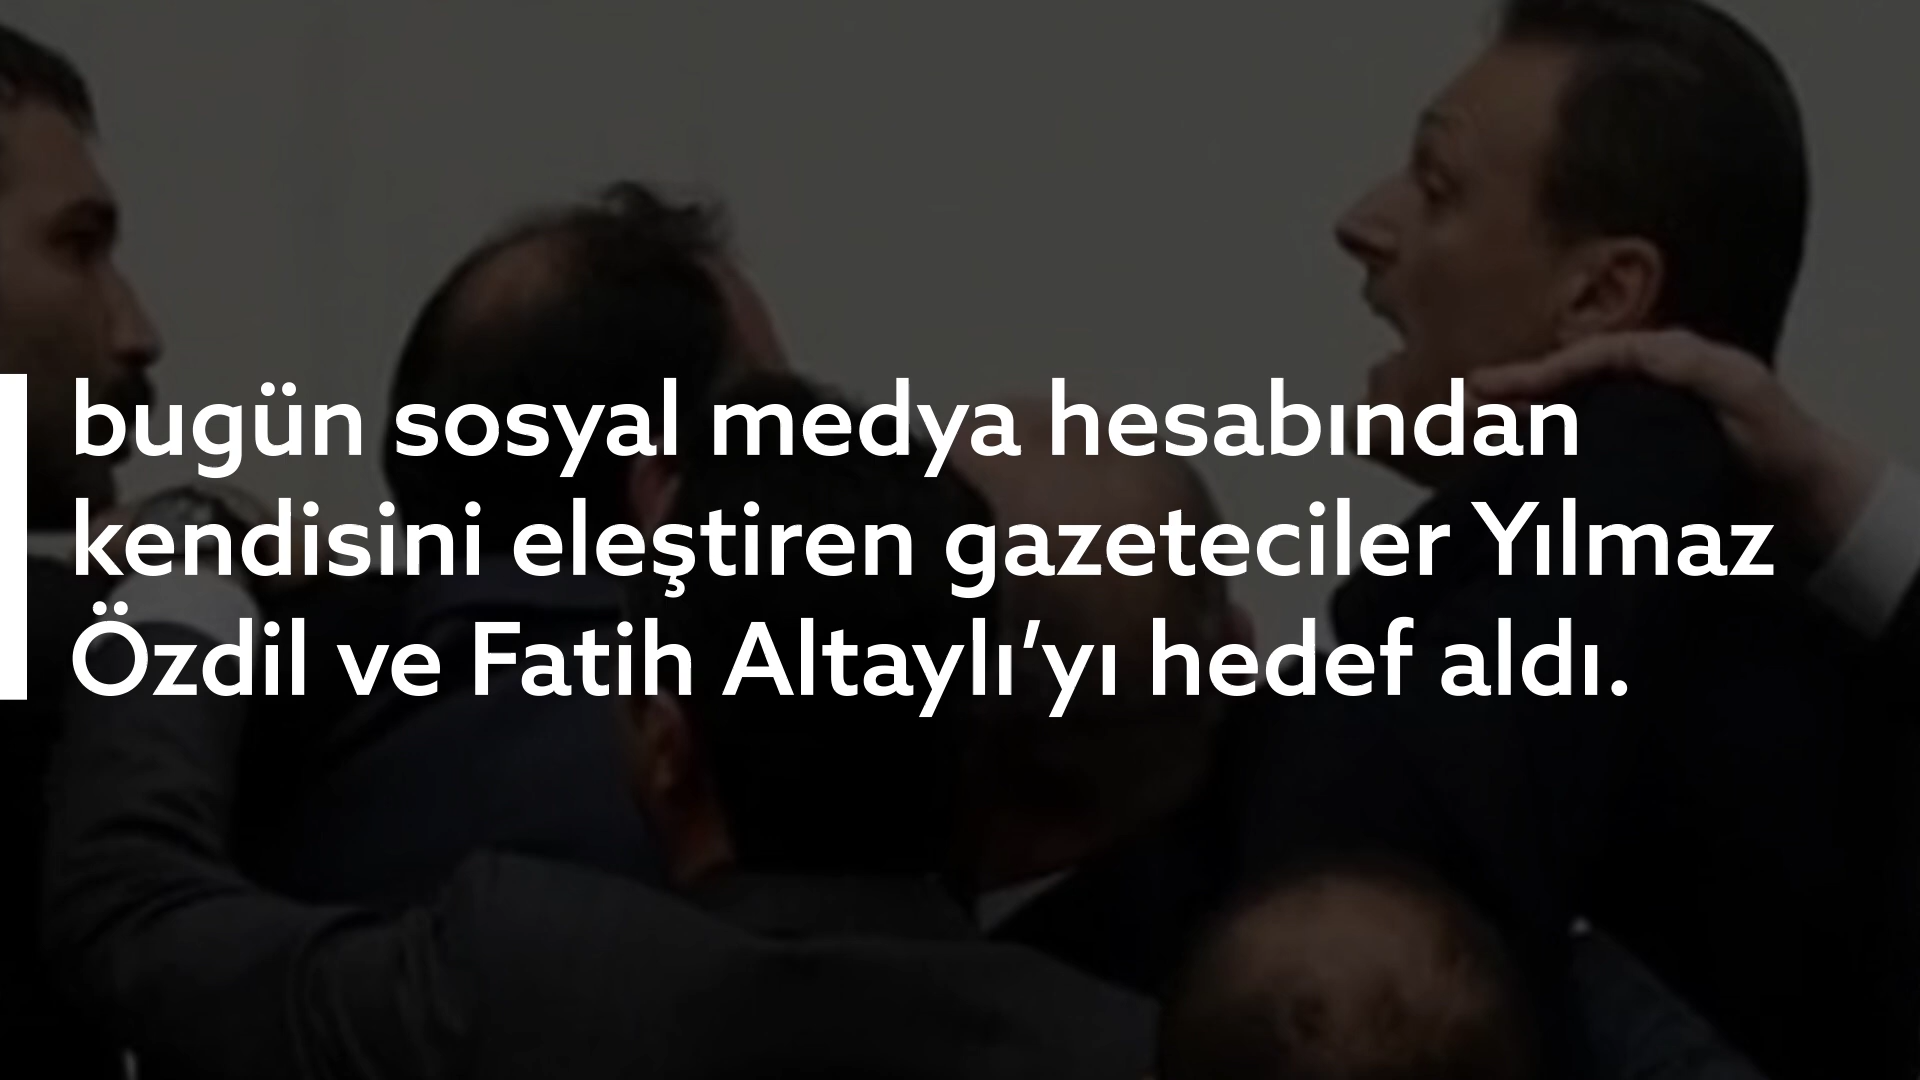 bugün sosyal medya hesabından
kendisini eleştiren gazeteciler Yılmaz
Özdil ve Fatih Altaylı’yı hedef aldı.